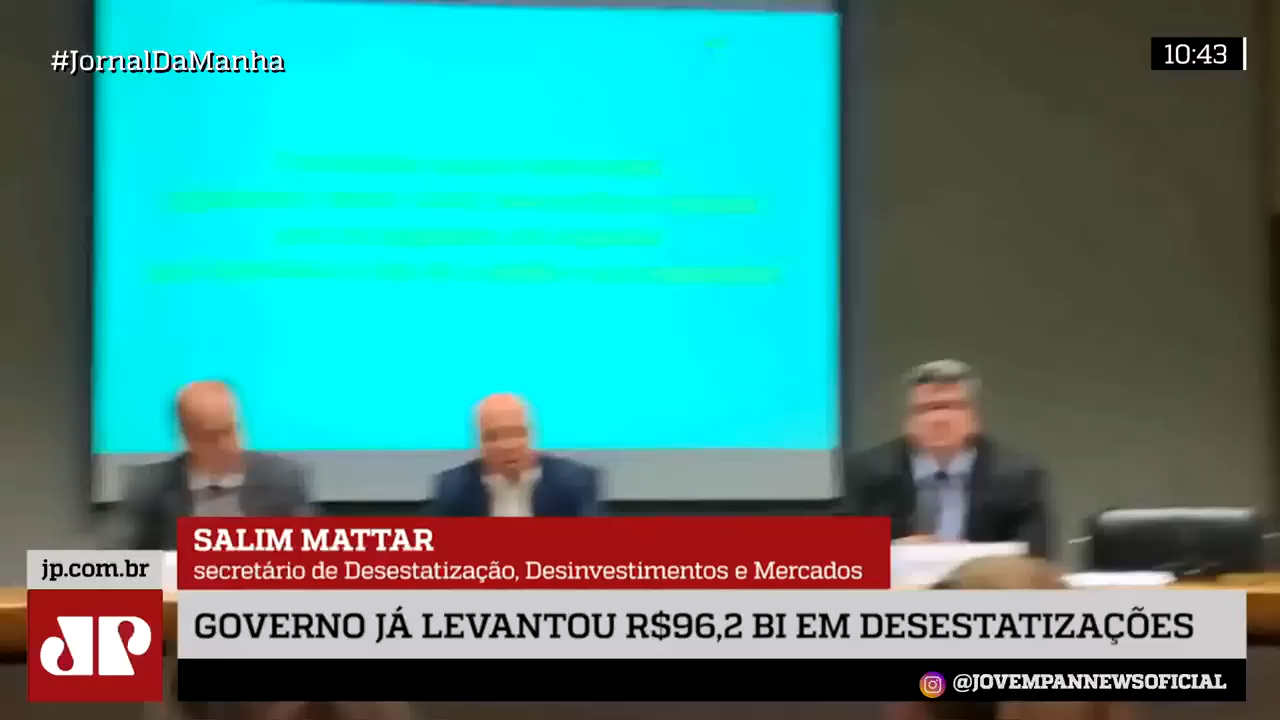 #JornalDaManha
10:43
SALIM MATTAR
secretário de Desestatização, Desinvestimentos e Mercados
jp.com.br
GOVERNO JÁ LEVANTOU R$96,2 BI EM DESESTATIZAÇÕES
JP
@JOVEMPANNEWSOFICIAL